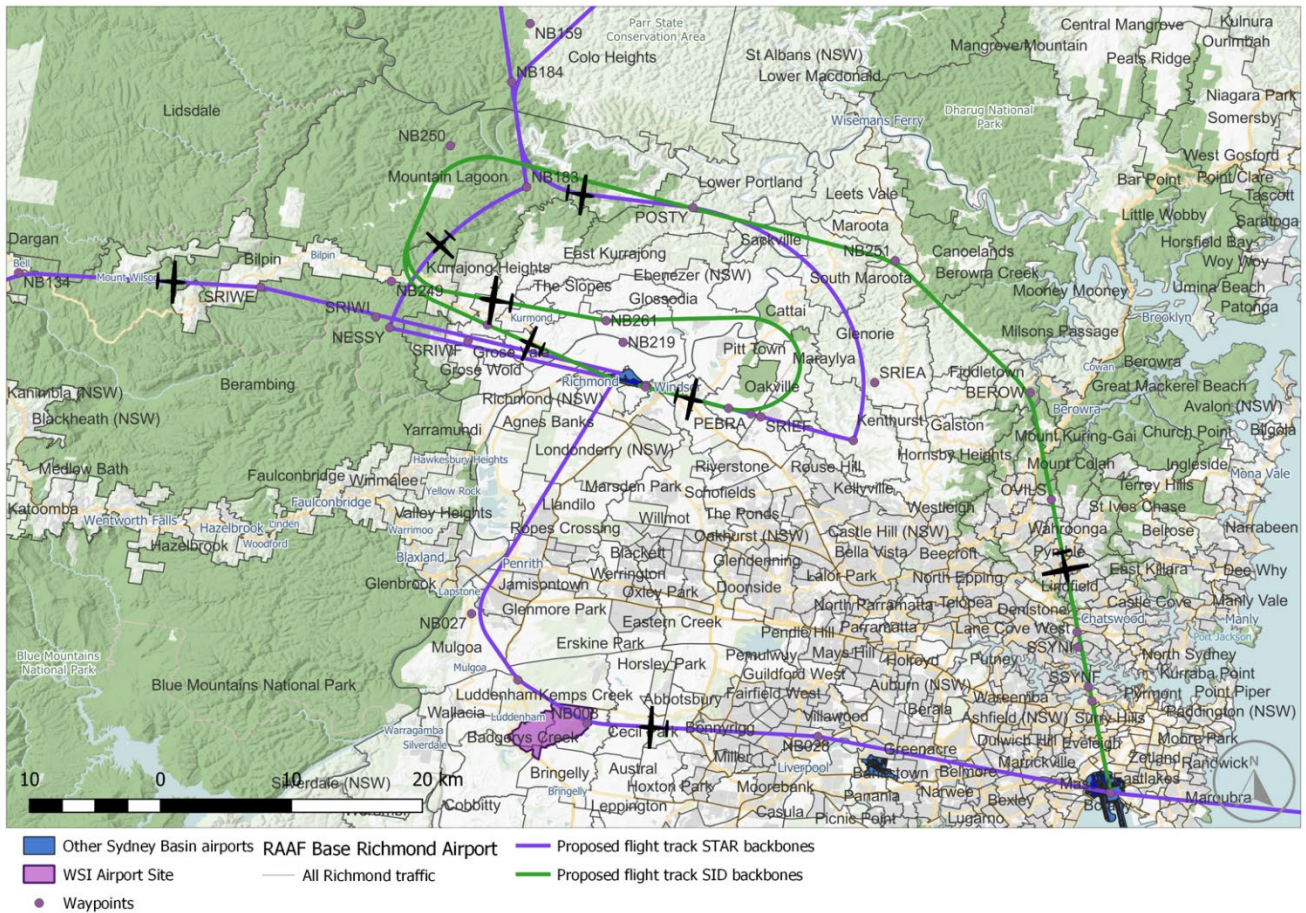 Parr State
Conservation Area
NB159
Colo Heights
St Albans (NSW)
Lower Macdonald
Central Mangrove
Kulnura
Ourimbah
Mangrove Mountain
Peats Ridge
NB184
Lidsdale
Dharug National
Park
Niagara Park
Somersby
Wisemans Ferry
NB250
West Gosford
Mountain Lagoon
NB183
Lower Portland
Leets Vale
Bar Point
Point Clare
Tascott
POSTY
Maroota
Little Wobby
Saratoga
Dargan
Sackville
NB251
Canoelands
Horsfield Bay
Woy Woy
Bell
Bilpin
Bilpin
East Kurrajong
Mount Wilson
Kurrajong Heights
Ebenezer (NSW)
South Maroota
Berowra Creek
NB134
SRIWE
NB249
The Slopes
Glossodia
Mooney Mooney
Umina Beach
Patonga
SRIWI
Kurmond
NB261
Cattai
Glenorie
Milsons Passage
Brooklyn
NESSY
SRIWF
Grose Vale
NB219
Pitt Town
Maraylya
Cowan
Berowra
Grose Wold
SRIEA
Fiddletown
Berambing
Richmond
Windsor
Oakville
BEROW
Great Mackerel Beach
Kanimbla (NSW)
Richmond (NSW)
Berowra
Avalon (NSW)
Blackheath (NSW)
Yarramundi
Agnes Banks
PEBRA
SRIEF
Kenthurst
Galston
Mount Kuring-Gai
Church Point
Bilgola
Londonderry (NSW)
Hornsby Heights
Medlow Bath
Hawkesbury Heights
Riverstone
Rouse Hill
Mount Colah
Ingleside
Mona Vale
Faulconbridge
Winmalee
Yellow Rock
Marsden Park
Schofields
Kellyville
OVILS
Terrey Hills
Katoomba
Faulconbridge
Valley Heights
Llandilo
Willmot
The Ponds
Westleigh
St Ives Chase
Wentworth Falls
Hazelbrook
Linden
Woodford
Warrimoo
Ropes Crossing
Oakhurst (NSW)
Castle Hill (NSW)
Wahroonga
Belrose
Narrabeen
Hazelbrook
Blaxland
Blackett
Bella Vista
Beecroft
Pymble
Penrith
Werrington
Glendenning
East Killara
Dee Why
Glenbrook
Lapstone
Jamisontown
Oxley Park
Doonside
Lalor Park
North Epping
Lindfield
Glenmore Park
North Parramatta
Telopea
Denistone
Castle Cove
Manly Vale
NB027
Eastern Creek
Parramatta
Lane Cove West
Chatswood
Manly
Mulgoa
Erskine Park
Pendle Hill
SSYNI
Port Jackson
Blue Mountains
National Park
Mulgoa
Horsley Park
Pemulwuy
Mays Hill
Holroyd
Putney
North Sydney
Blue Mountains National Park
Guildford West
SSYNF
Kurraba Point
Luddenham
Kemps Creek
Abbotsbury
Fairfield West
Auburn (NSW)
Wareemba
Pyrmont
Point Piper
Wallacia
Luddenham
NB008
Villawood
Berala
Ashfield (NSW)
Surry Hills
Paddington (NSW)
Warragamba
Badgerys Creek
Cecil Park
Bonnyrigg
NB028
Dulwich Hill
Eveleigh
Moore Park
Silverdale
Miller
Greenacre
Marrickville
Zetland
Randwick
10 0 10 20 km
Silverdale (NSW)
Bringelly
Austral
Liverpool
Bankstown
Belmore
Eastlakes
Bringelly
Hoxton Park
Moorebank
Panania
Narwee
Bexley
Maroubra
Cobbitty
Leppington
Casula
Picnic Point
Lugarno
N
Other Sydney Basin airports
RAAF Base Richmond Airport
Proposed flight track STAR backbones
WSI Airport Site
All Richmond traffic
Proposed flight track SID backbones
Waypoints